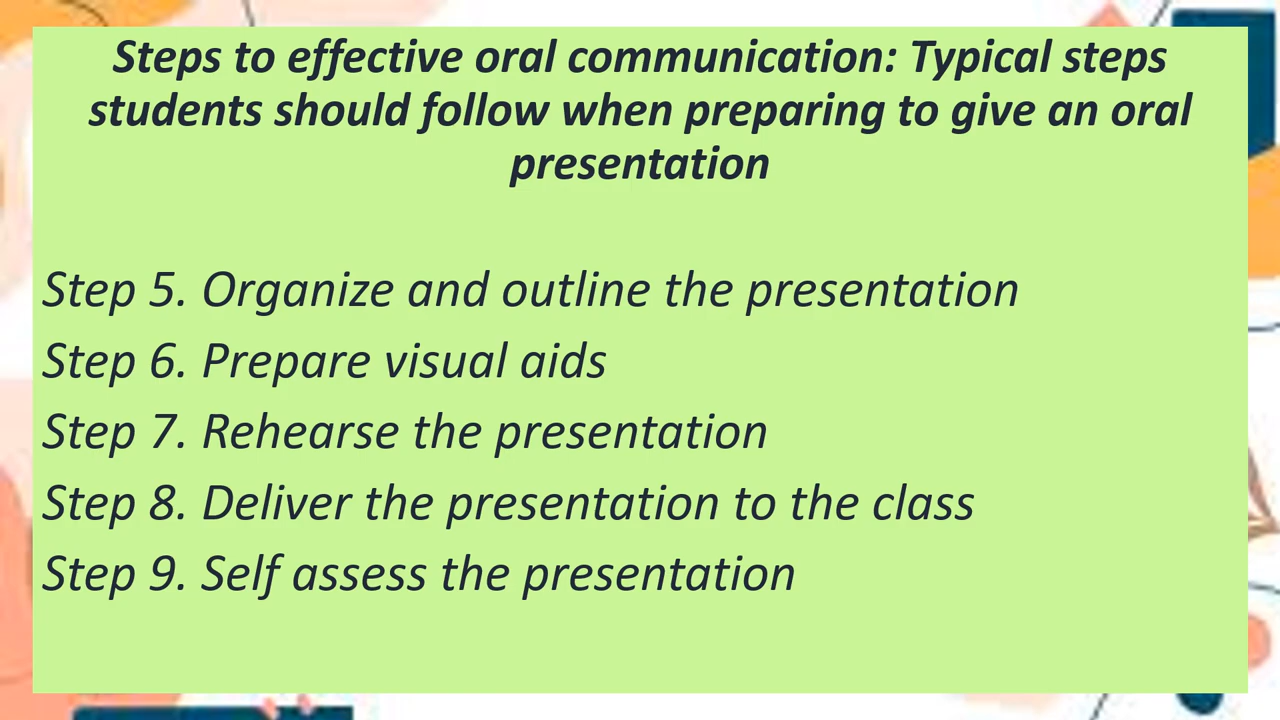 Steps to effective oral communication: Typical steps
students should follow when preparing to give an oral
presentation
Step 5. Organize and outline the presentation
Step 6. Prepare visual aids
Step 7. Rehearse the presentation
Step 8. Deliver the presentation to the class
Step 9. Self assess the presentation